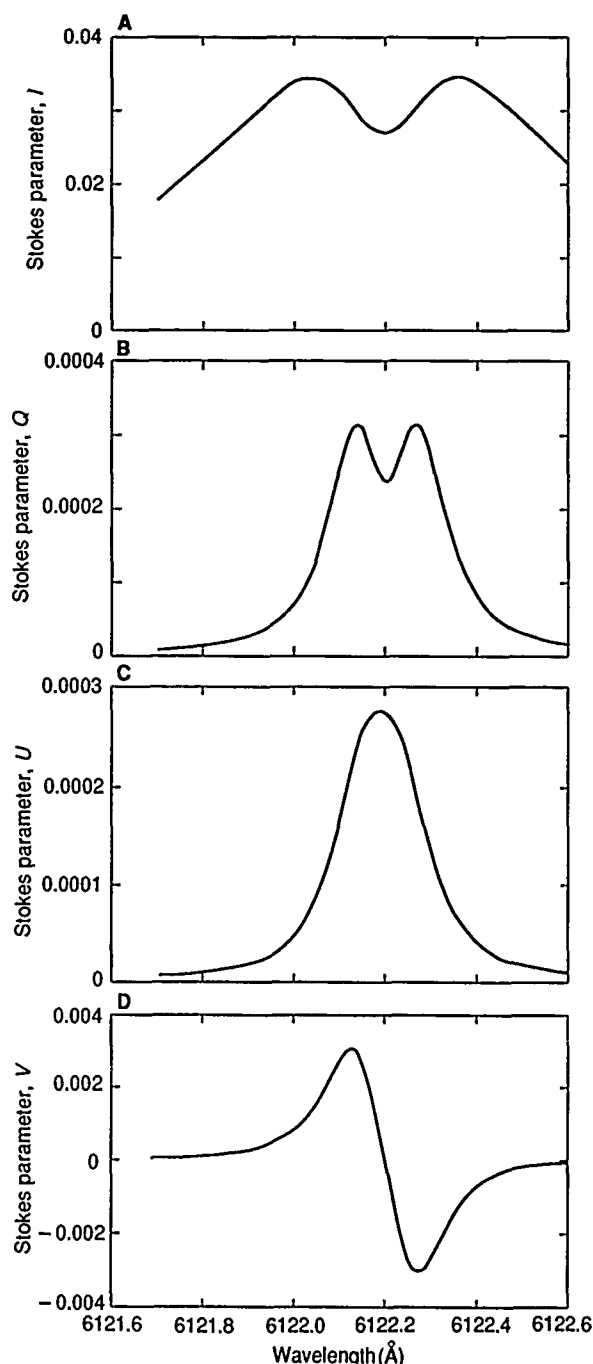 A
Stokes parameter, I
0.04
0.02
0
B
Stokes parameter, Q
0.0004
0.0002
0
C
Stokes parameter, U
0.0003
0.0002
0.0001
0
D
Stokes parameter, V
0.004
0.002
0
−0.002
−0.004
6121.6 6121.8 6122.0 6122.2 6122.4 6122.6
Wavelength (Å)